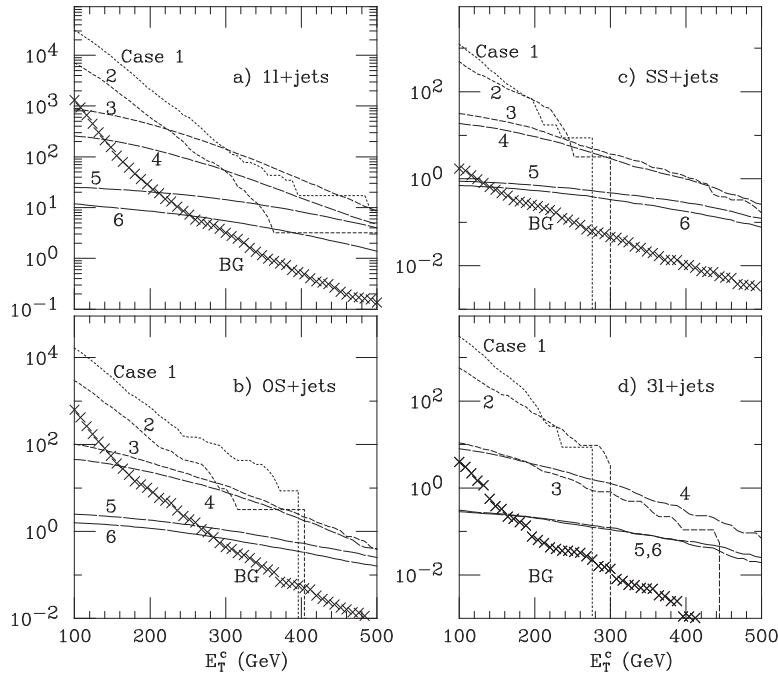 10^4
10^3
10^2
10^1
10^0
10^-1
Case 1
2
3
4
5
6
BG
a) 1l+jets
10^2
10^0
10^-2
Case 1
2
3
4
5
6
BG
c) SS+jets
10^4
10^2
10^0
10^-2
Case 1
2
3
4
5
6
BG
b) OS+jets
100 200 300 400 500
E_T^c (GeV)
10^2
10^0
10^-2
Case 1
2
3
4
5,6
BG
d) 3l+jets
100 200 300 400 500
E_T^c (GeV)